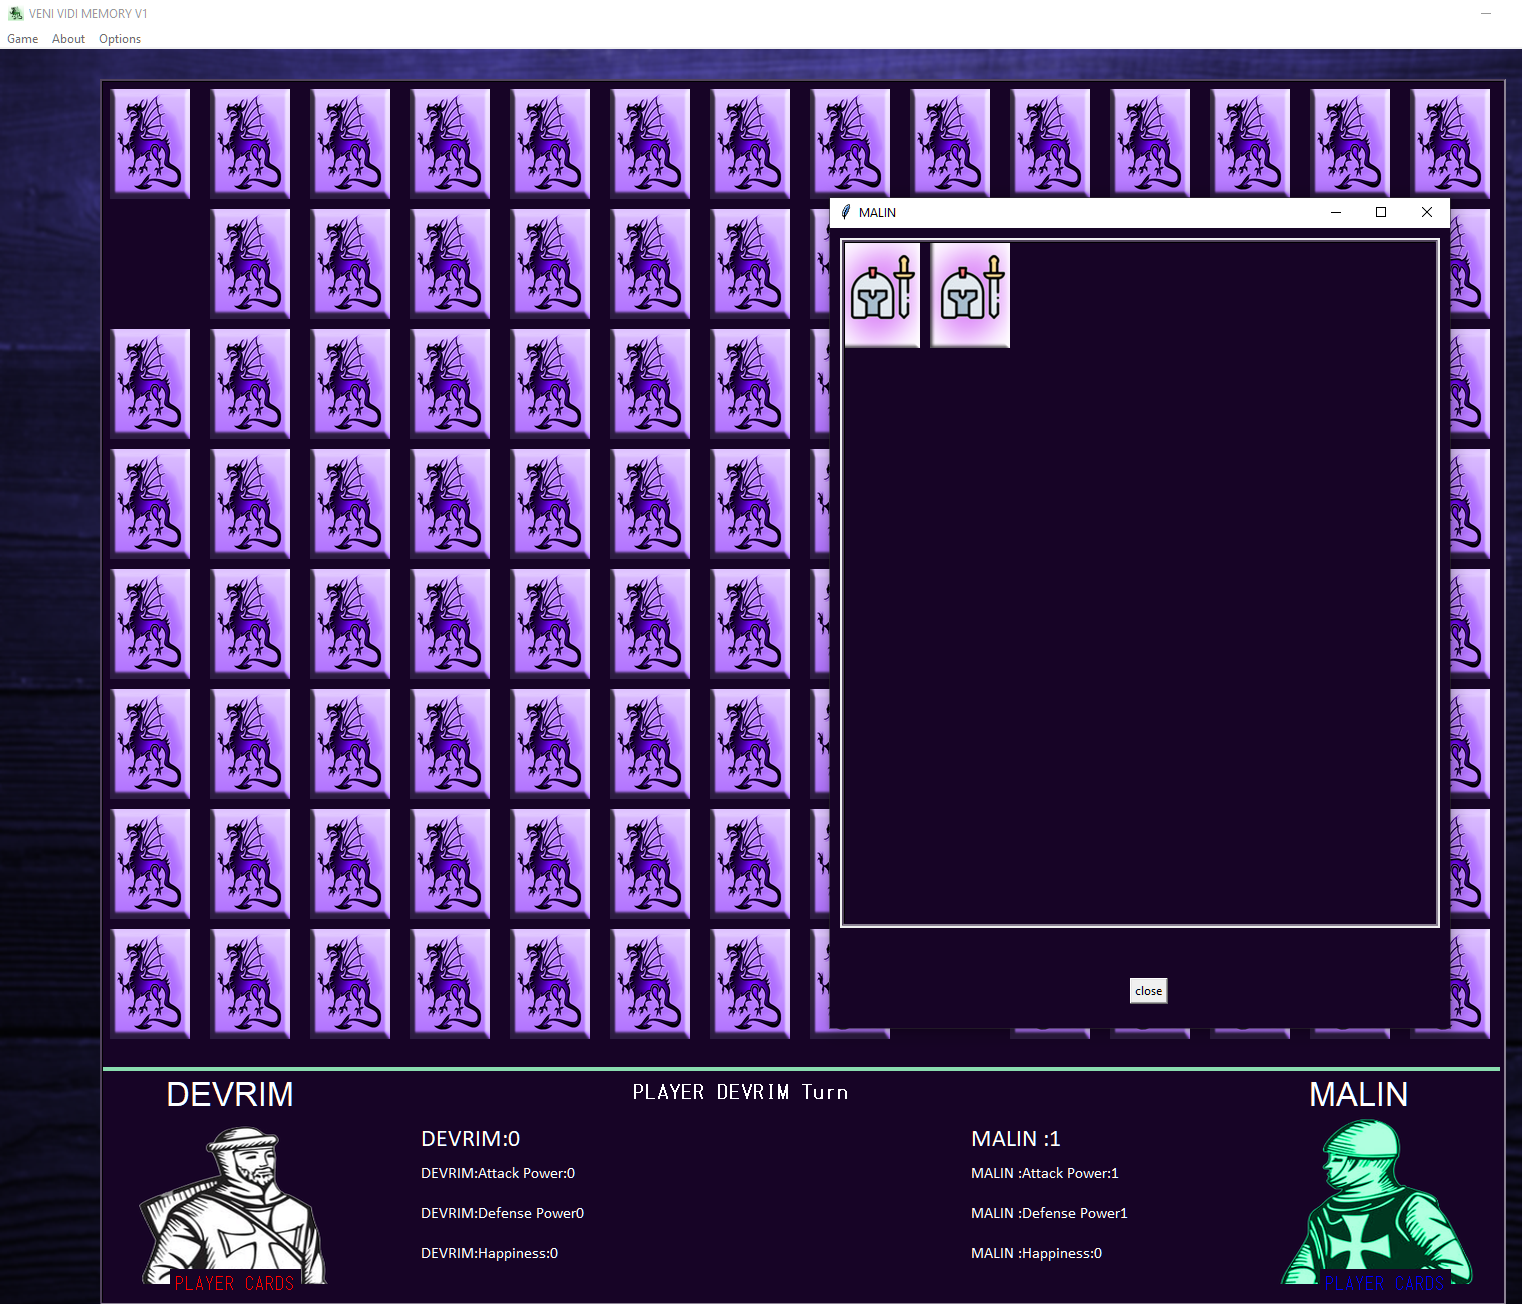 VENI VIDI MEMORY V1
Game About Options
MALIN
close
DEVRIM
PLAYER DEVRIM Turn
MALIN
DEVRIM:0
MALIN :1
DEVRIM:Attack Power:0
MALIN :Attack Power:1
DEVRIM:Defense Power0
MALIN :Defense Power1
DEVRIM:Happiness:0
MALIN :Happiness:0
PLAYER CARDS
PLAYER CARDS